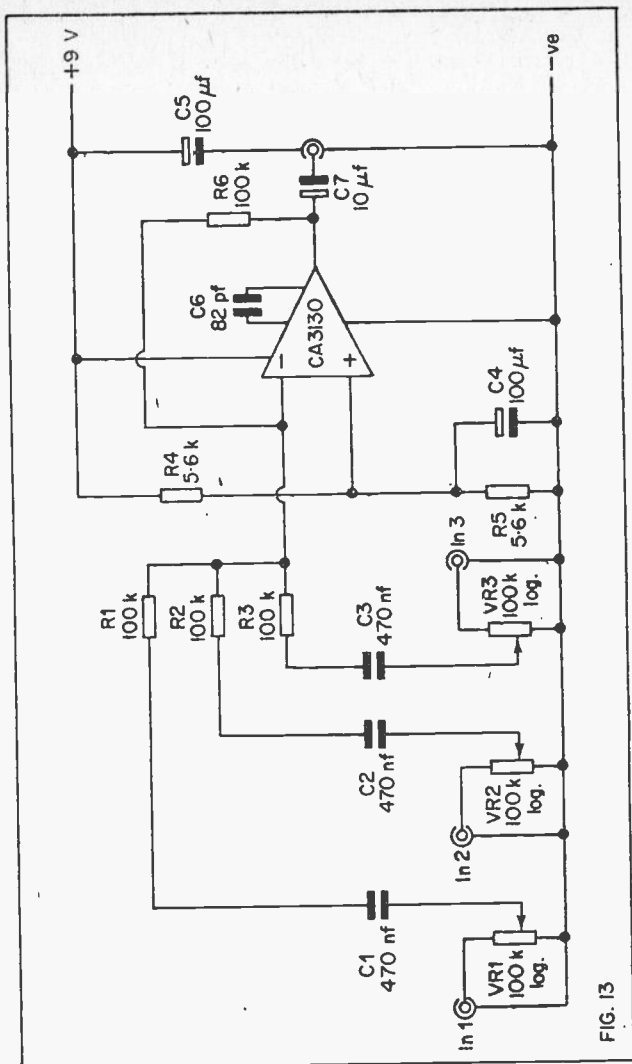 +9 V
C5
100 µf
R6
100 k
C6
82 pf
C7
10 µf
CA3130
−
+
R4
5·6 k
C4
100 µf
R5
5·6 k
R1
100 k
R2
100 k
R3
100 k
C3
470 nf
C2
470 nf
C1
470 nf
In 3
VR3
100 k
log.
In 2
VR2
100 k
log.
In 1
VR1
100 k
log.
−ve
FIG. 13